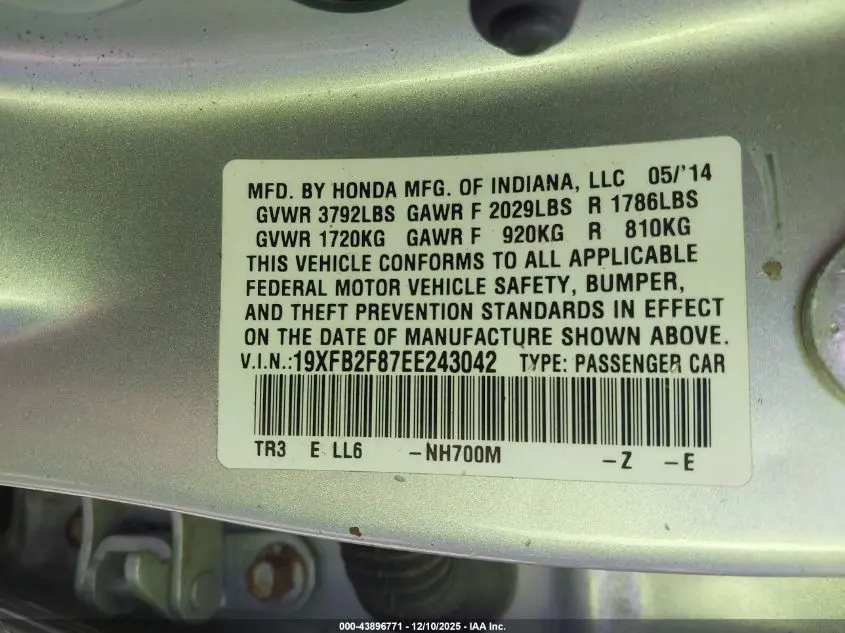 MFD. BY HONDA MFG. OF INDIANA, LLC 05/'14
GVWR 3792LBS GAWR F 2029LBS R 1786LBS
GVWR 1720KG GAWR F 920KG R 810KG
THIS VEHICLE CONFORMS TO ALL APPLICABLE
FEDERAL MOTOR VEHICLE SAFETY, BUMPER,
AND THEFT PREVENTION STANDARDS IN EFFECT
ON THE DATE OF MANUFACTURE SHOWN ABOVE.
V.I.N.:19XFB2F87EE243042 TYPE: PASSENGER CAR
TR3 E LL6 -NH700M -Z -E
000-43896771 - 12/10/2025 - IAA Inc.